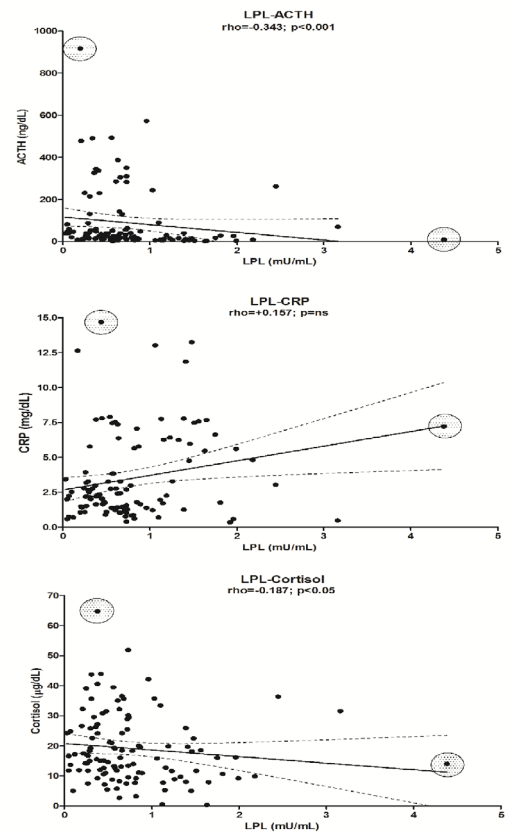 LPL-ACTH
rho=-0.343; p<0.001
ACTH (ng/dL)
1000
800
600
400
200
0
0 1 2 3 4 5
LPL (mU/mL)
LPL-CRP
rho=+0.157; p=ns
CRP (mg/dL)
15.0
12.5
10.0
7.5
5.0
2.5
0.0
0 1 2 3 4 5
LPL (mU/mL)
LPL-Cortisol
rho=-0.187; p<0.05
Cortisol (μg/dL)
70
60
50
40
30
20
10
0
0 1 2 3 4 5
LPL (mU/mL)